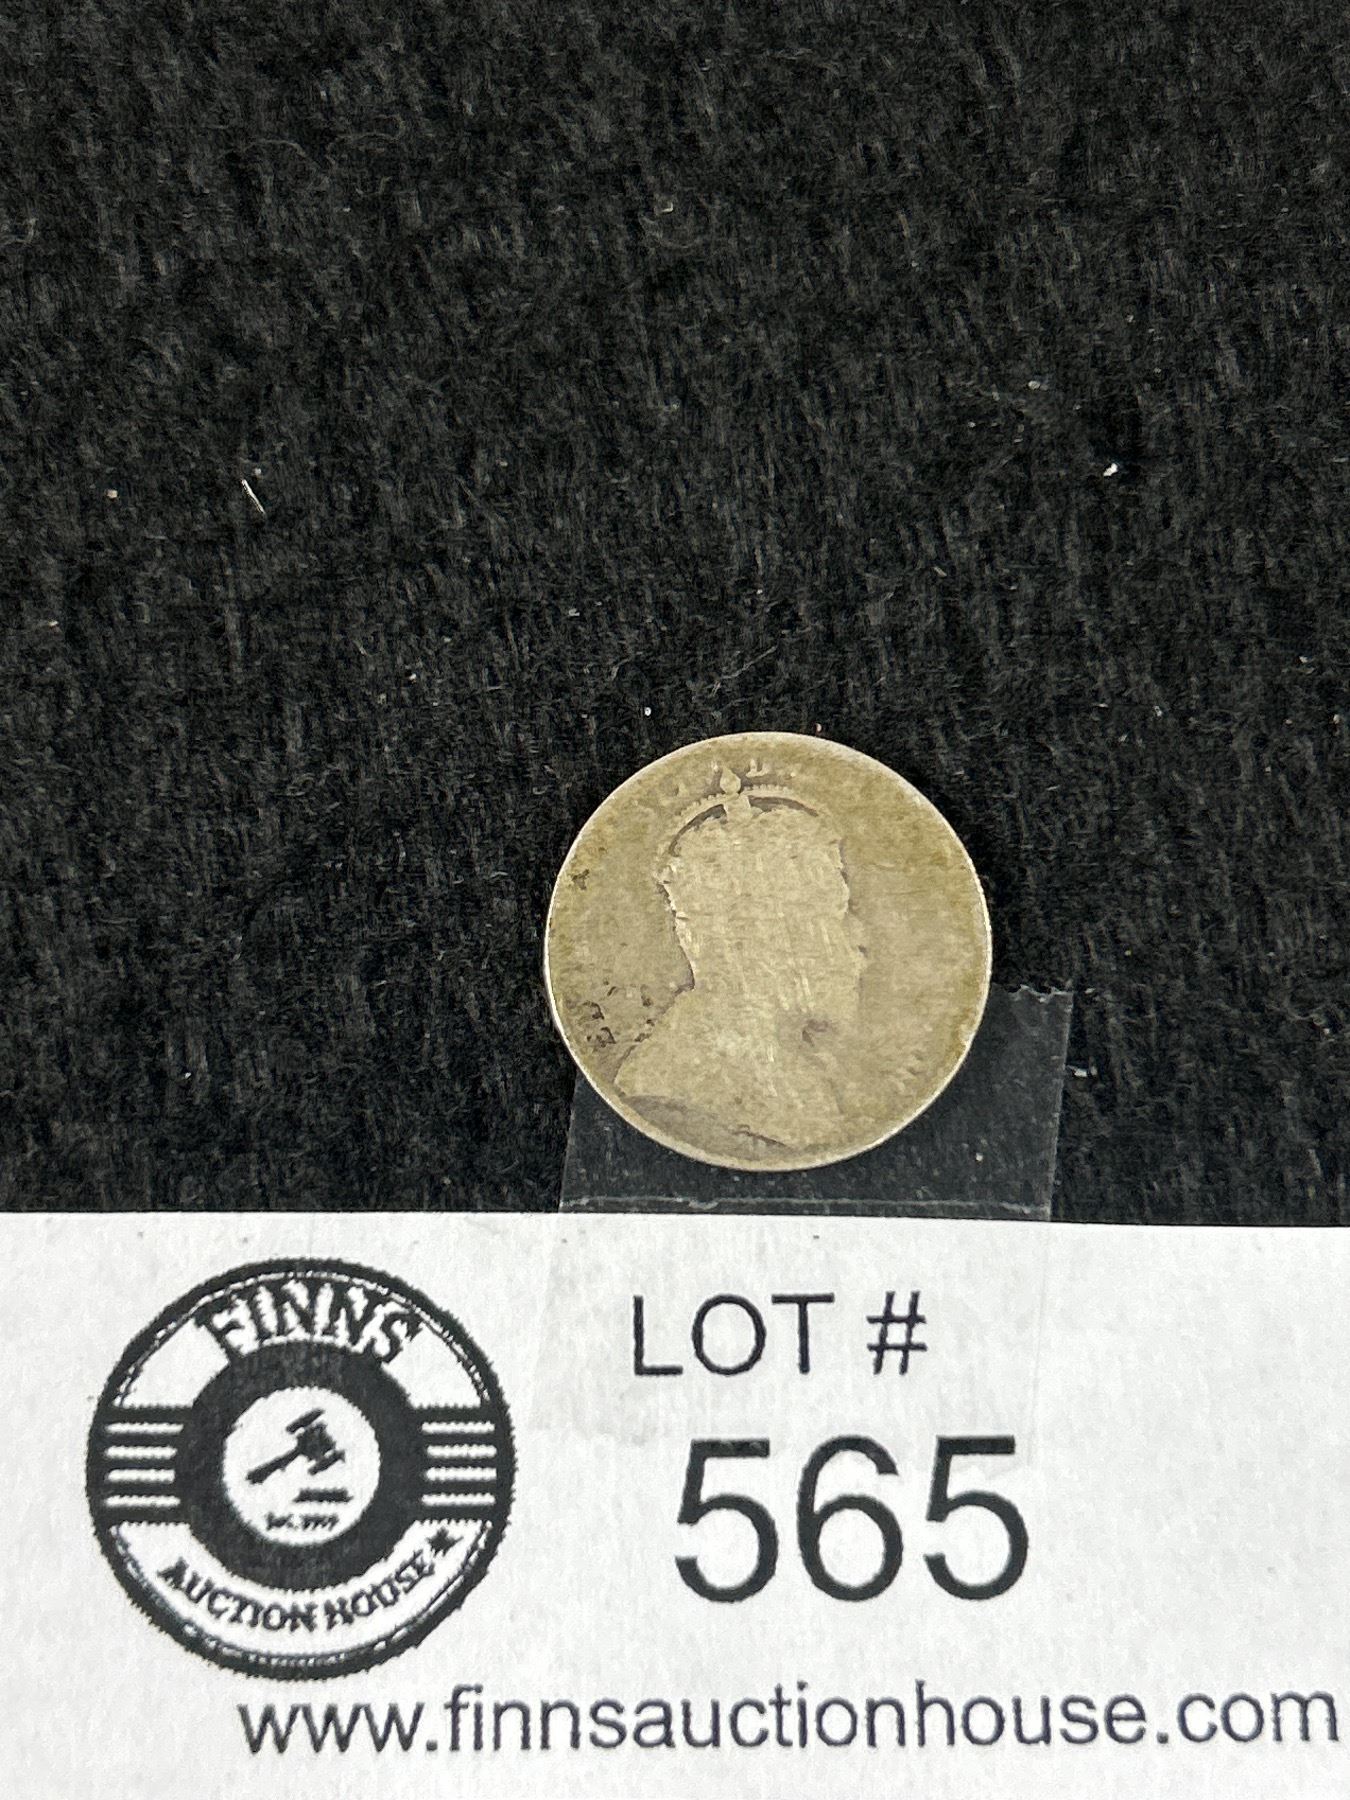 FINNS
AUCTION HOUSE
LOT #
565
www.finnsauctionhouse.com